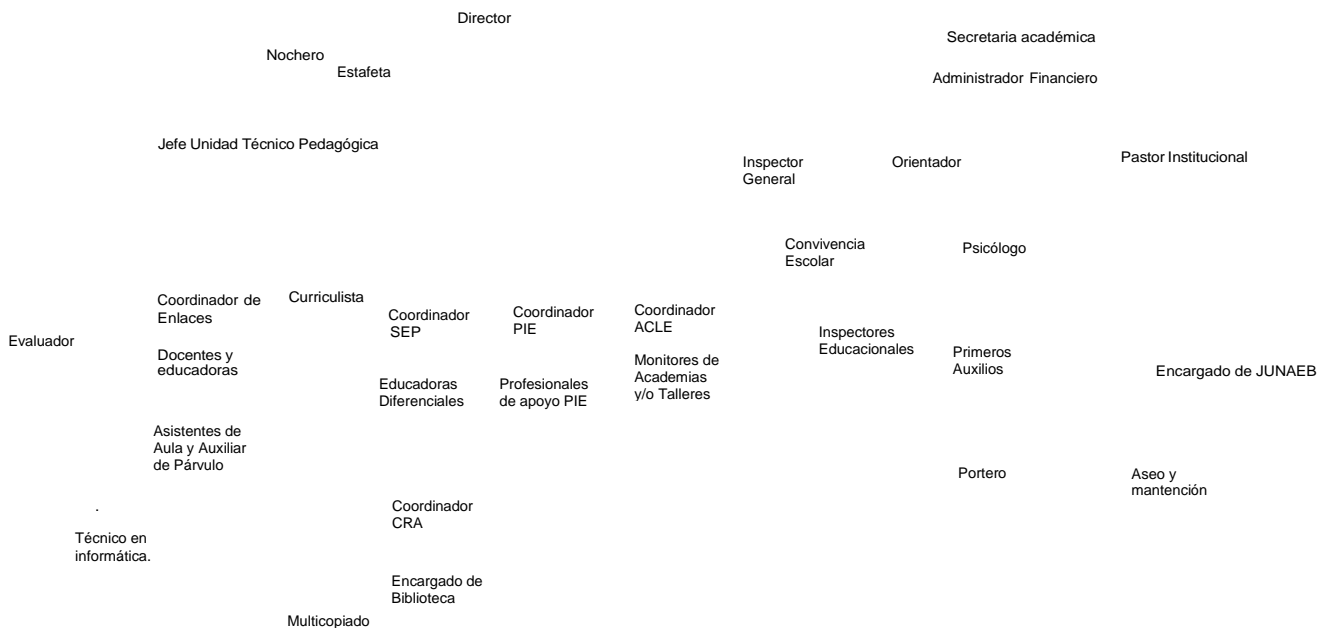 Director
Secretaria académica
Nochero
Estafeta
Administrador Financiero
Jefe Unidad Técnico Pedagógica
Inspector
General
Orientador
Pastor Institucional
Convivencia
Escolar
Psicólogo
Evaluador
Coordinador de
Enlaces
Curriculista
Coordinador
SEP
Coordinador
PIE
Coordinador
ACLE
Inspectores
Educacionales
Primeros
Auxilios
Encargado de JUNAEB
Docentes y
educadoras
Educadoras
Diferenciales
Profesionales
de apoyo PIE
Monitores de
Academias
y/o Talleres
Asistentes de
Aula y Auxiliar
de Párvulo
Portero
Aseo y
mantención
.
Técnico en
informática.
Coordinador
CRA
Encargado de
Biblioteca
Multicopiado